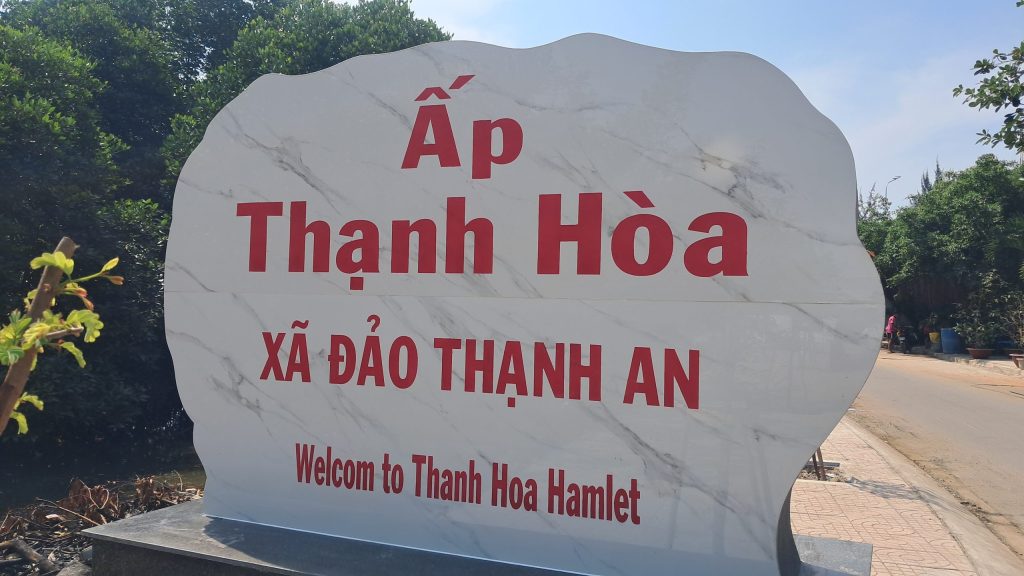 Ấp
Thạnh Hòa
XÃ ĐẢO THẠNH AN
Welcom to Thanh Hoa Hamlet